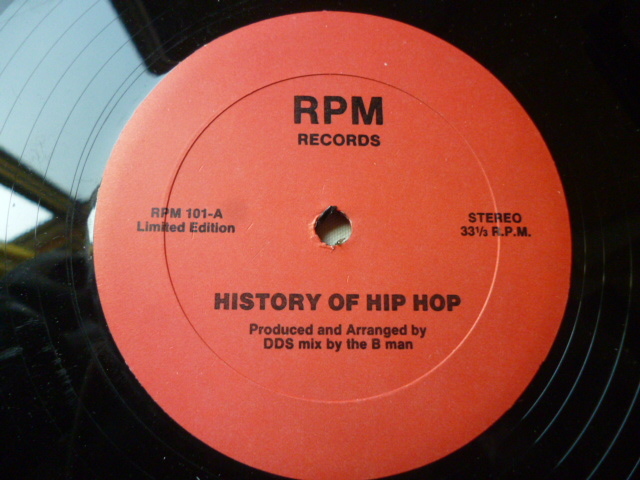 RPM
RECORDS
RPM 101-A
Limited Edition
STEREO
33⅓ R.P.M.
HISTORY OF HIP HOP
Produced and Arranged by
DDS mix by the B man